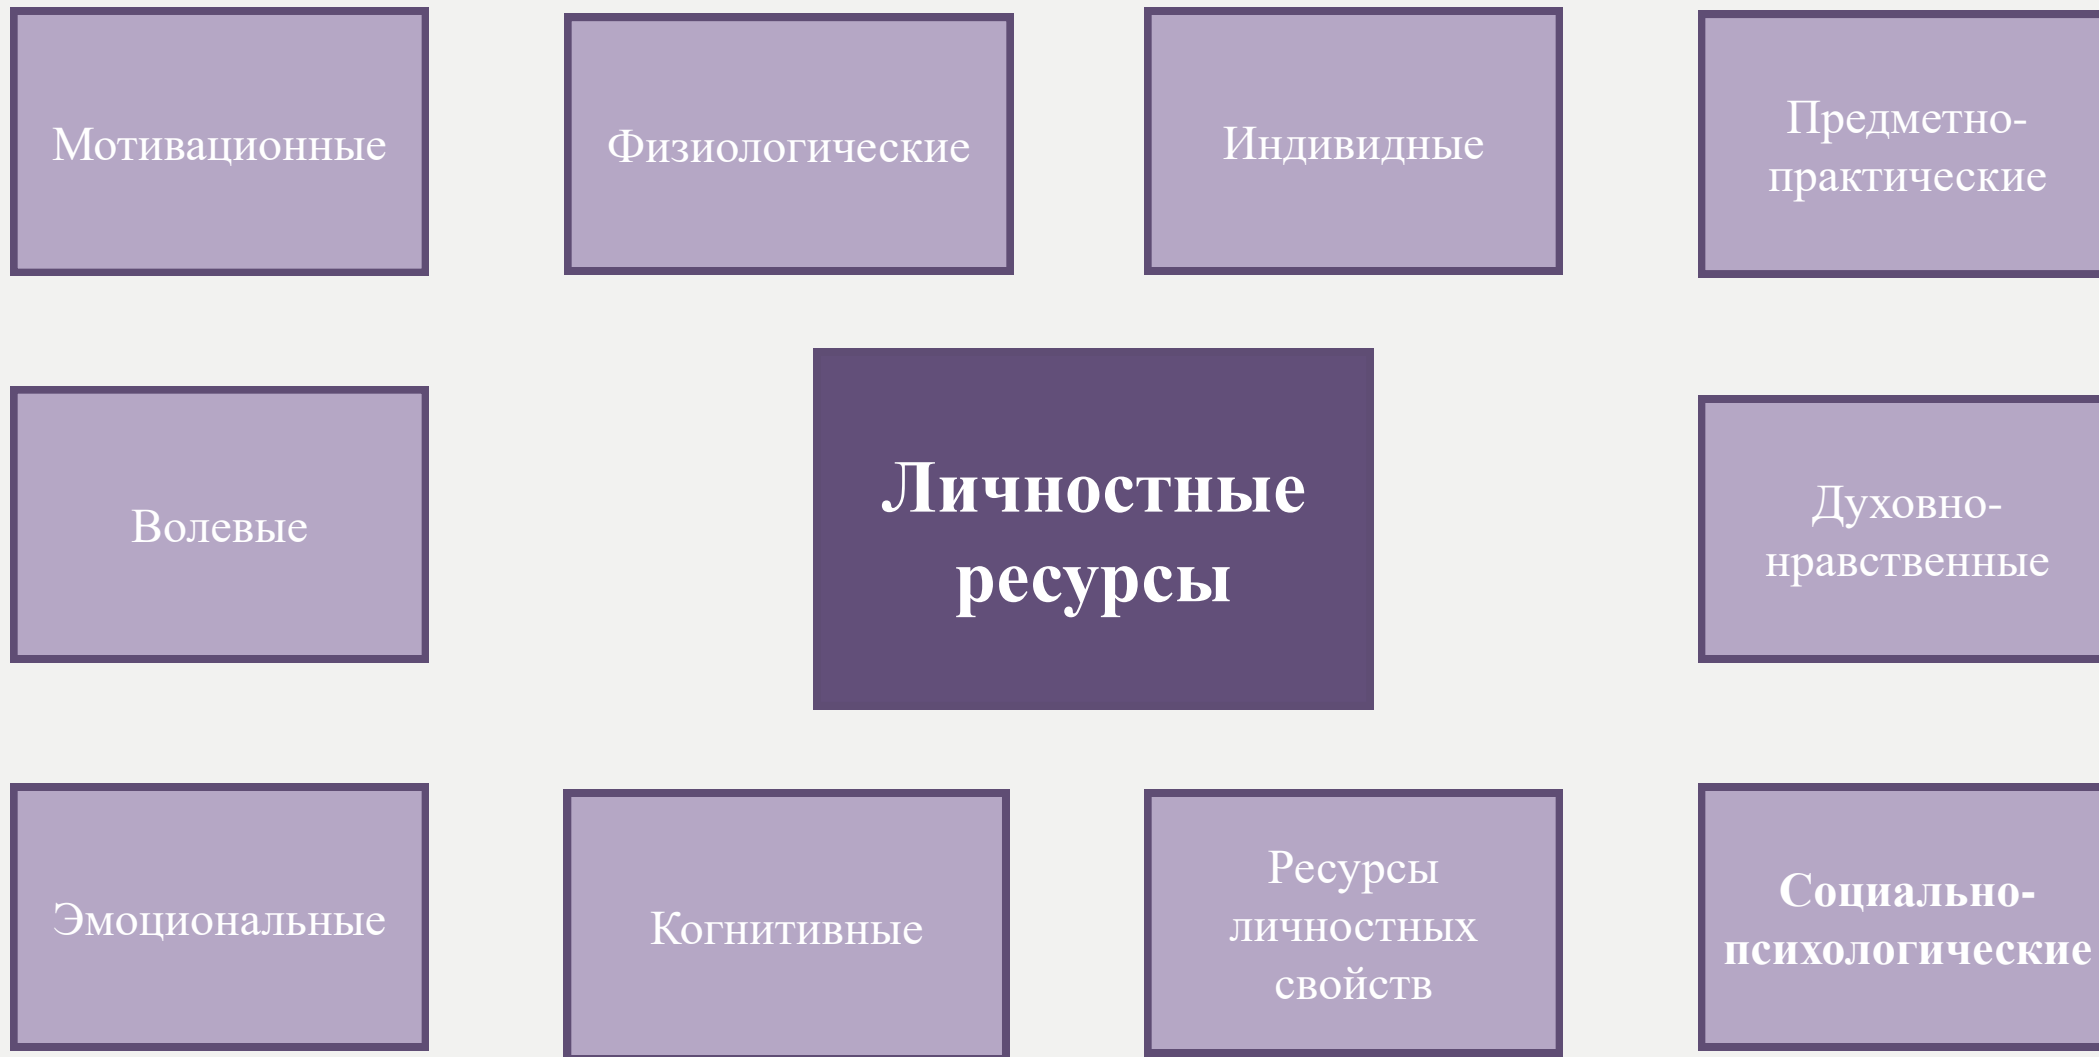 Мотивационные
Физиологические
Индивидные
Предметно-
практические
Волевые
Личностные
ресурсы
Духовно-
нравственные
Эмоциональные
Когнитивные
Ресурсы
личностных
свойств
Социально-
психологические